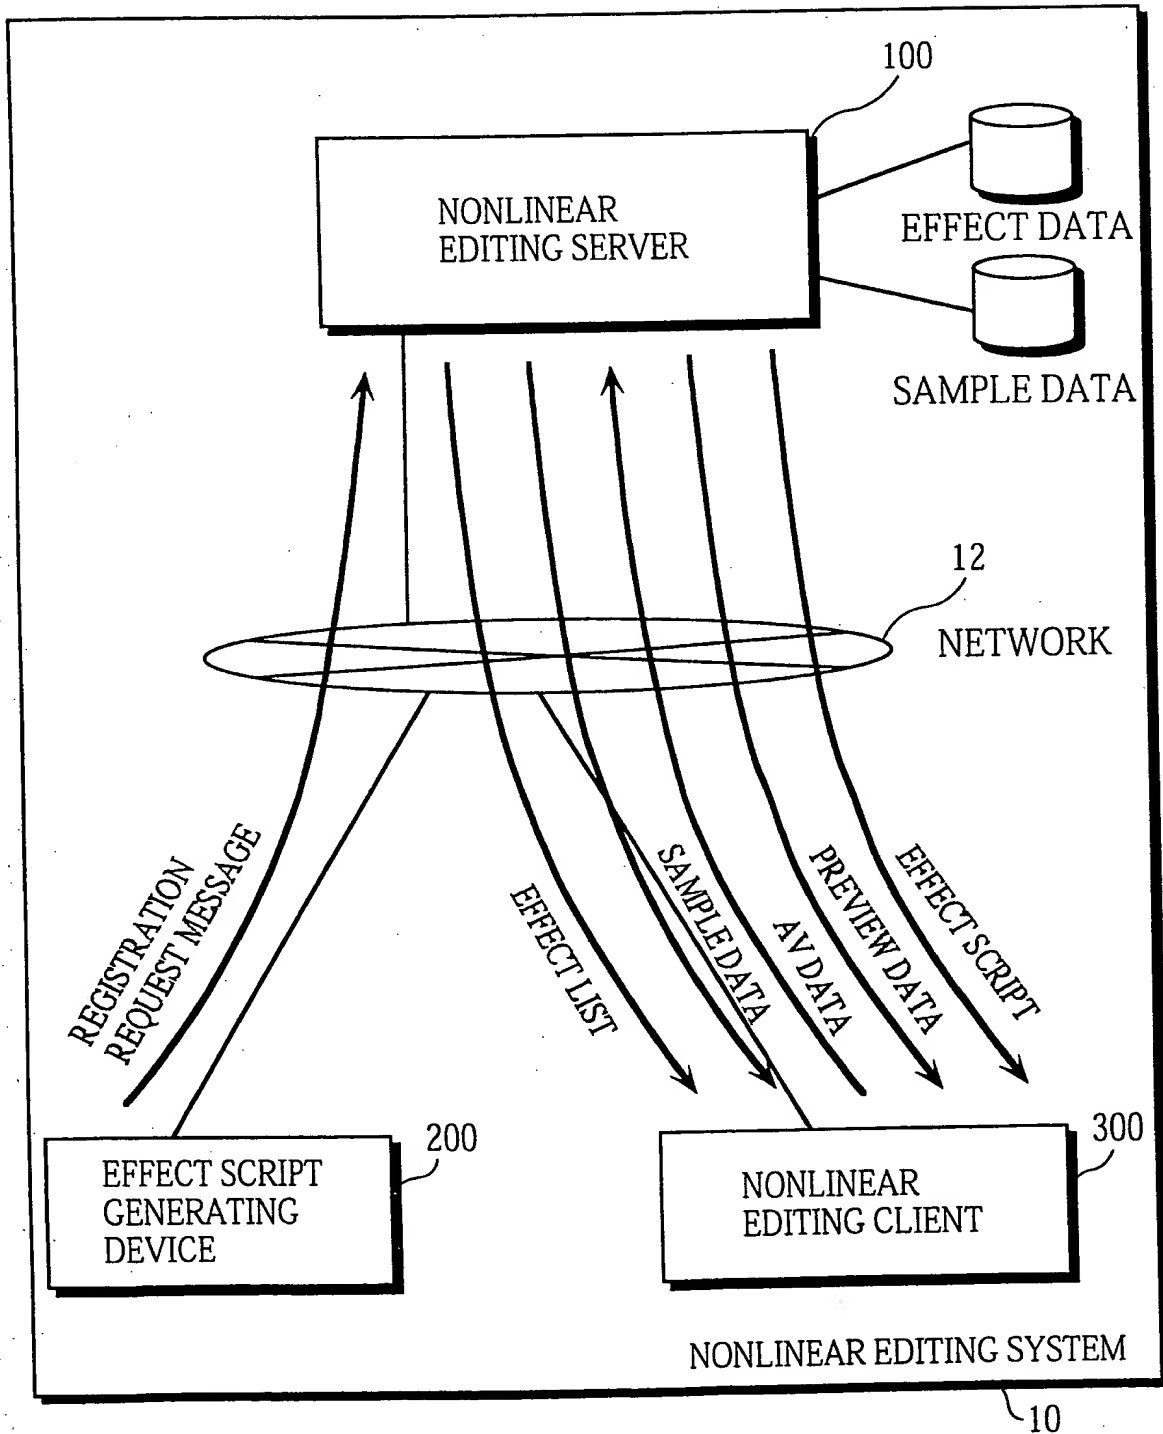 100
NONLINEAR
EDITING SERVER
EFFECT DATA
SAMPLE DATA
12
NETWORK
REGISTRATION
REQUEST MESSAGE
EFFECT LIST
SAMPLE DATA
AV DATA
PREVIEW DATA
EFFECT SCRIPT
200
EFFECT SCRIPT
GENERATING
DEVICE
300
NONLINEAR
EDITING CLIENT
NONLINEAR EDITING SYSTEM
10